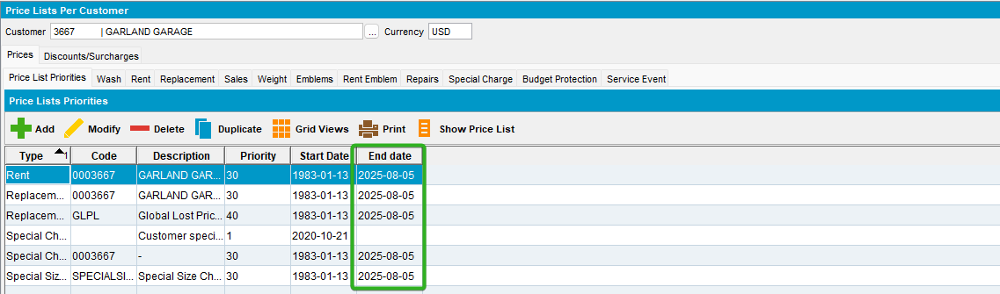 Price Lists Per Customer
Customer 3667 | GARLAND GARAGE ... Currency USD
Prices Discounts/Surcharges
Price List Priorities Wash Rent Replacement Sales Weight Emblems Rent Emblem Repairs Special Charge Budget Protection Service Event
Price Lists Priorities
Add Modify Delete Duplicate Grid Views Print Show Price List
Type 1 Code Description Priority Start Date End date
Rent 0003667 GARLAND GAR... 30 1983-01-13 2025-08-05
Replacem... 0003667 GARLAND GAR... 30 1983-01-13 2025-08-05
Replacem... GLPL Global Lost Pric... 40 1983-01-13 2025-08-05
Special Ch... Customer speci... 1 2020-10-21
Special Ch... 0003667 - 30 1983-01-13 2025-08-05
Special Siz... SPECIALSI... Special Size Ch... 30 1983-01-13 2025-08-05